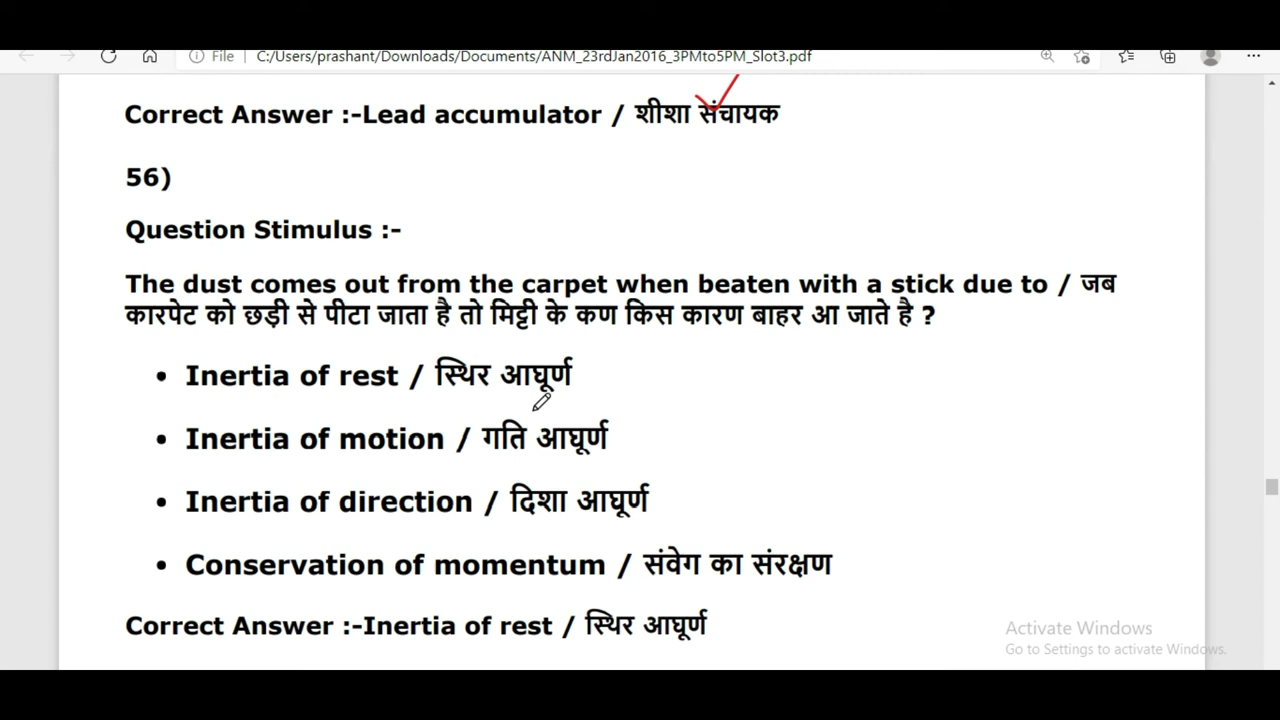 File
C:/Users/prashant/Downloads/Documents/ANM_23rdJan2016_3PMto5PM_Slot3.pdf
Correct Answer :-Lead accumulator / शीशा संचायक
56)
Question Stimulus :-
The dust comes out from the carpet when beaten with a stick due to / जब
कारपेट को छड़ी से पीटा जाता है तो मिट्टी के कण किस कारण बाहर आ जाते है ?
• Inertia of rest / स्थिर आघूर्ण
• Inertia of motion / गति आघूर्ण
• Inertia of direction / दिशा आघूर्ण
• Conservation of momentum / संवेग का संरक्षण
Correct Answer :-Inertia of rest / स्थिर आघूर्ण
Activate Windows
Go to Settings to activate Windows.